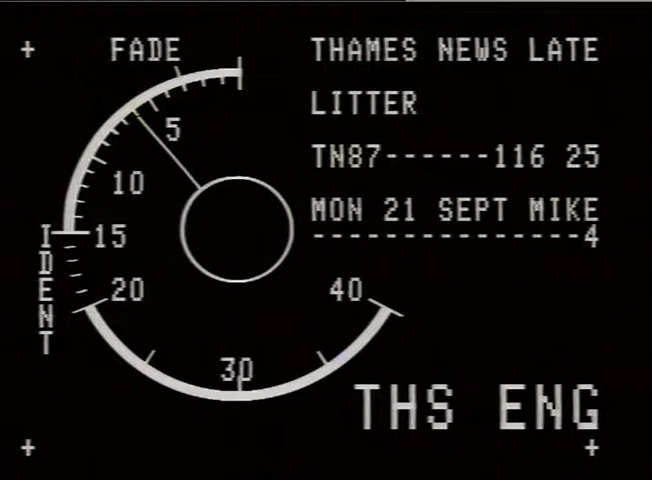 FADE
THAMES NEWS LATE
LITTER
TN87------116 25
MON 21 SEPT MIKE
---------------4
5
10
15
20
30
40
IDENT
THS ENG